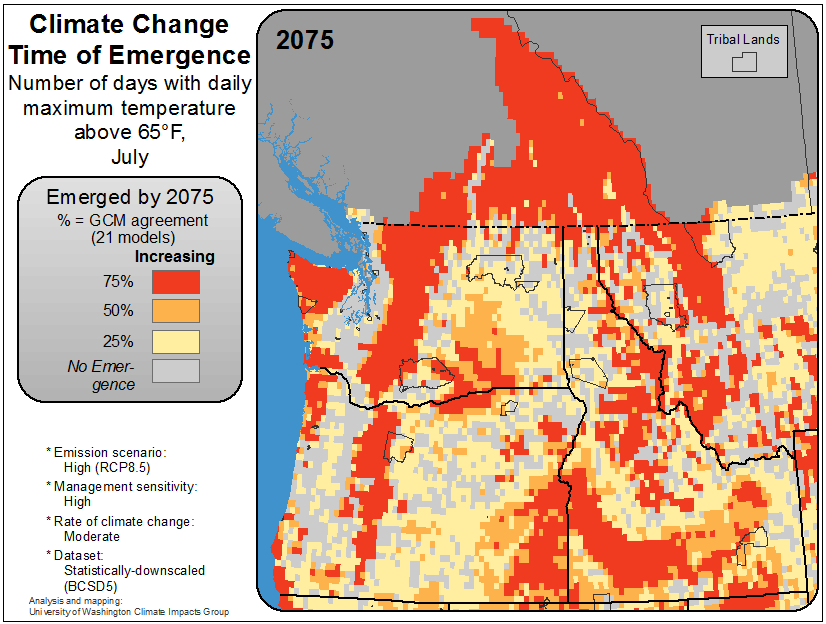 Climate Change
Time of Emergence
Number of days with daily
maximum temperature
above 65°F,
July
2075
Tribal Lands
Emerged by 2075
% = GCM agreement
(21 models)
Increasing
75%
50%
25%
No Emer-
gence
* Emission scenario:
High (RCP8.5)
* Management sensitivity:
High
* Rate of climate change:
Moderate
* Dataset:
Statistically-downscaled
(BCSD5)
Analysis and mapping:
University of Washington Climate Impacts Group